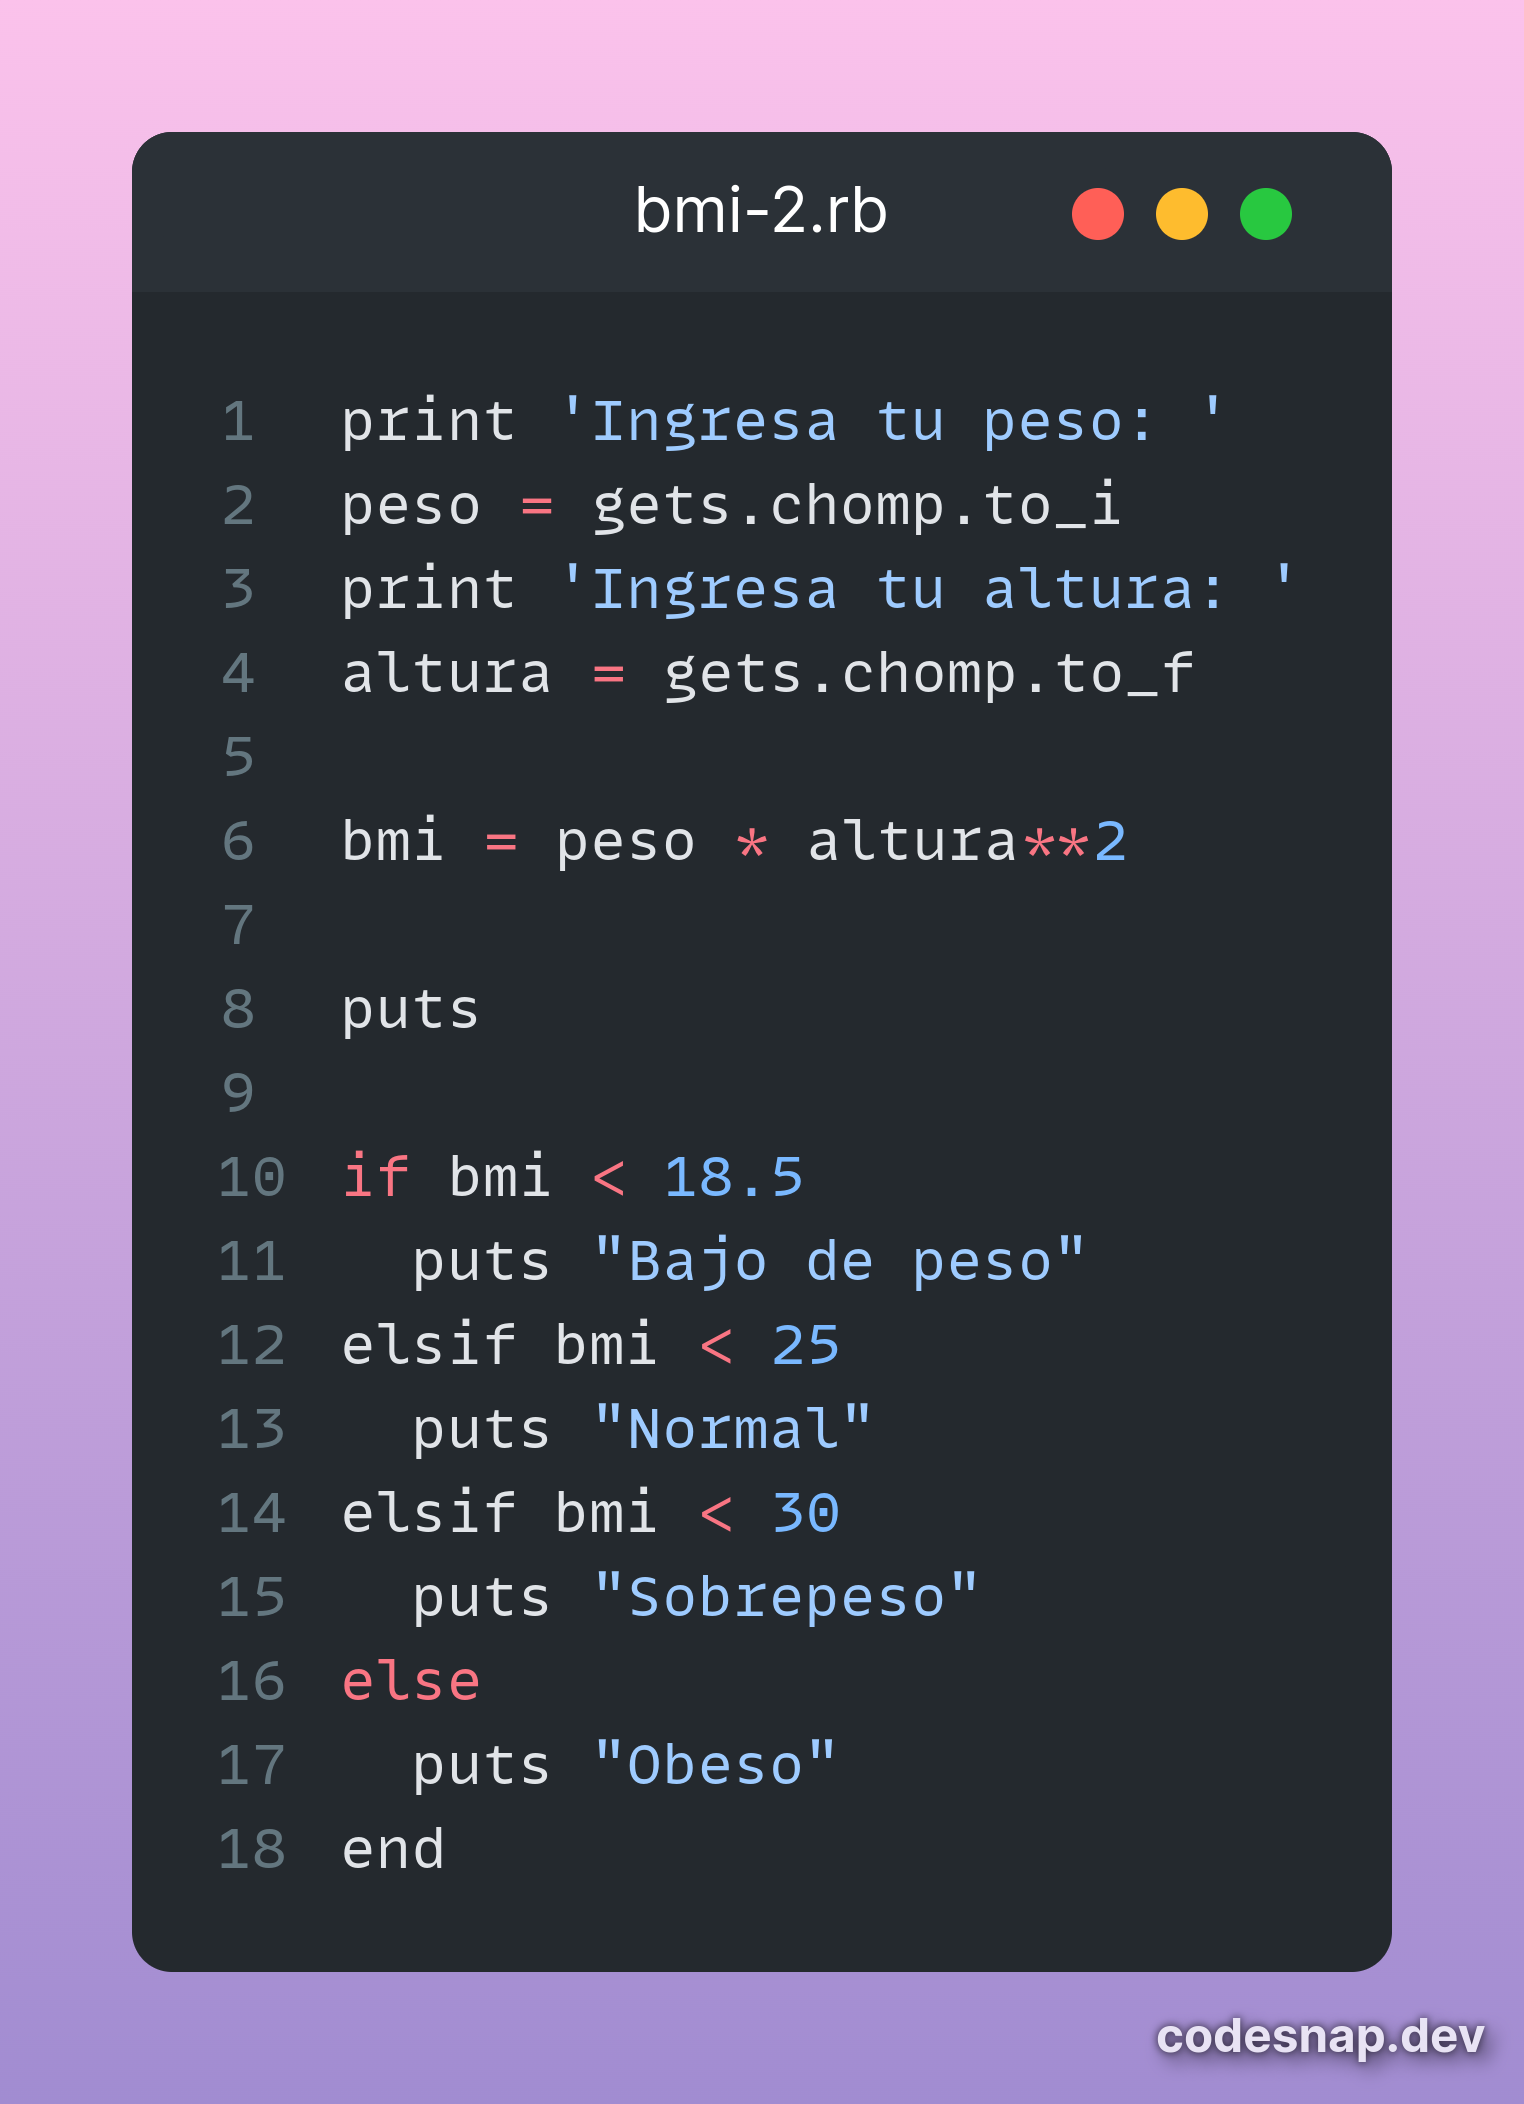 bmi-2.rb
1 print 'Ingresa tu peso: '
2 peso = gets.chomp.to_i
3 print 'Ingresa tu altura: '
4 altura = gets.chomp.to_f
5
6 bmi = peso * altura**2
7
8 puts
9
10 if bmi < 18.5
11   puts "Bajo de peso"
12 elsif bmi < 25
13   puts "Normal"
14 elsif bmi < 30
15   puts "Sobrepeso"
16 else
17   puts "Obeso"
18 end
codesnap.dev